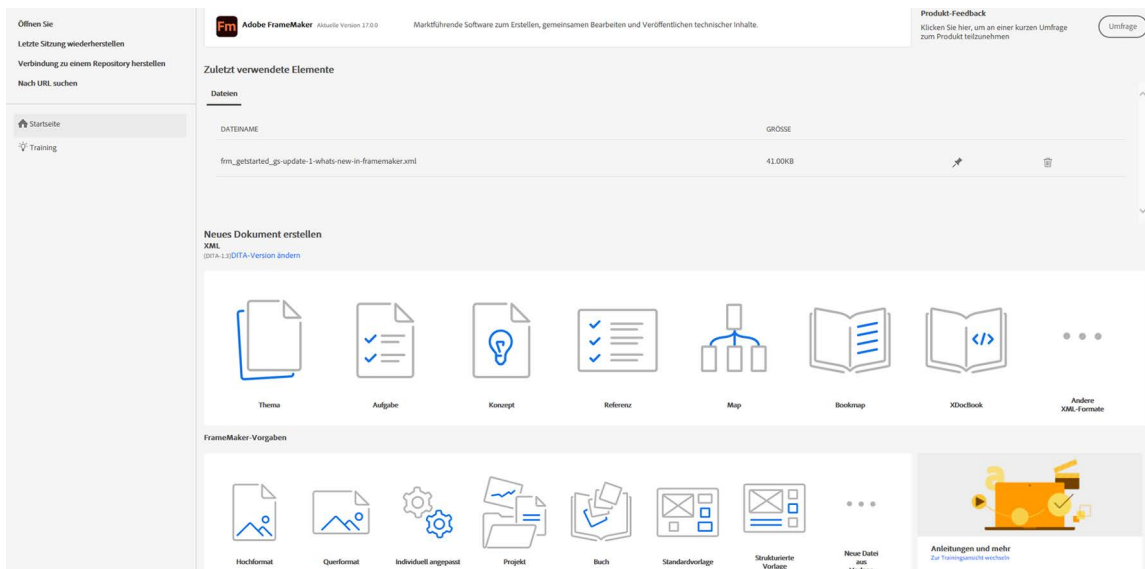 Öffnen Sie
Letzte Sitzung wiederherstellen
Verbindung zu einem Repository herstellen
Nach URL suchen
Startseite
Training
Fm Adobe FrameMaker Aktuelle Version 17.0.0 Marktführende Software zum Erstellen, gemeinsamen Bearbeiten und Veröffentlichen technischer Inhalte.
Produkt-Feedback
Klicken Sie hier, um an einer kurzen Umfrage
zum Produkt teilzunehmen
Umfrage
Zuletzt verwendete Elemente
Dateien
DATEINAME GRÖSSE
frm_getstarted_gs-update-1-whats-new-in-framemaker.xml 41.00KB
Neues Dokument erstellen
XML
(DITA-1.3)DITA-Version ändern
Thema Aufgabe Konzept Referenz Map Bookmap XDocBook Andere
XML-Formate
FrameMaker-Vorgaben
Hochformat Querformat Individuell angepasst Projekt Buch Standardvorlage Strukturierte
Vorlage
Neue Datei
aus
Anleitungen und mehr
Zur Trainingsansicht wechseln